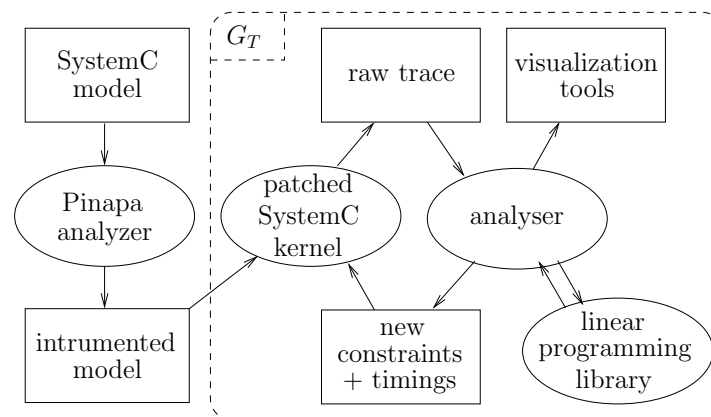 SystemC
model
G_T
raw trace
visualization
tools
Pinapa
analyzer
patched
SystemC
kernel
analyser
intrumented
model
new
constraints
+ timings
linear
programming
library